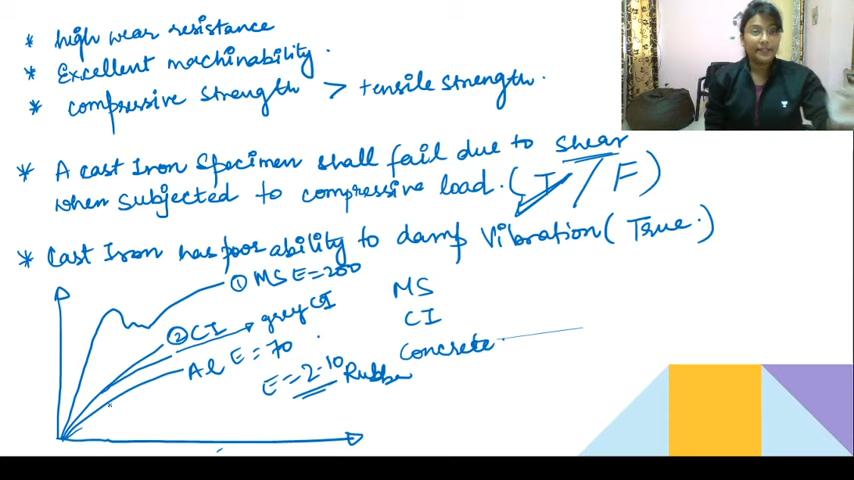 * high wear resistance
* Excellent machinability.
* compressive strength > tensile strength.
* A cast Iron specimen shall fail due to shear
when subjected to compressive load. (T / F)
* Cast Iron has poor ability to damp vibration (True.)
① MS E=200
② CI → grey CI
Al E = 70
E = 2-10 Rubber
MS
CI
Concrete